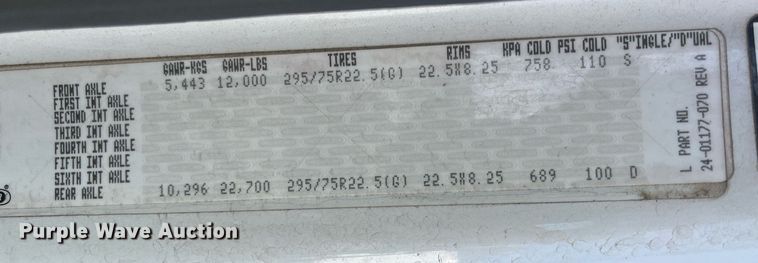 GAWR-KGS GAWR-LBS TIRES RIMS KPA COLD PSI COLD "S"INGLE/"D"UAL
FRONT AXLE 5,443 12,000 295/75R22.5(G) 22.5X8.25 758 110 S
FIRST INT AXLE
SECOND INT AXLE
THIRD INT AXLE
FOURTH INT AXLE
FIFTH INT AXLE
SIXTH INT AXLE
REAR AXLE 10,296 22,700 295/75R22.5(G) 22.5X8.25 689 100 D
L PART NO.
24-01177-070 REV A
Purple Wave Auction